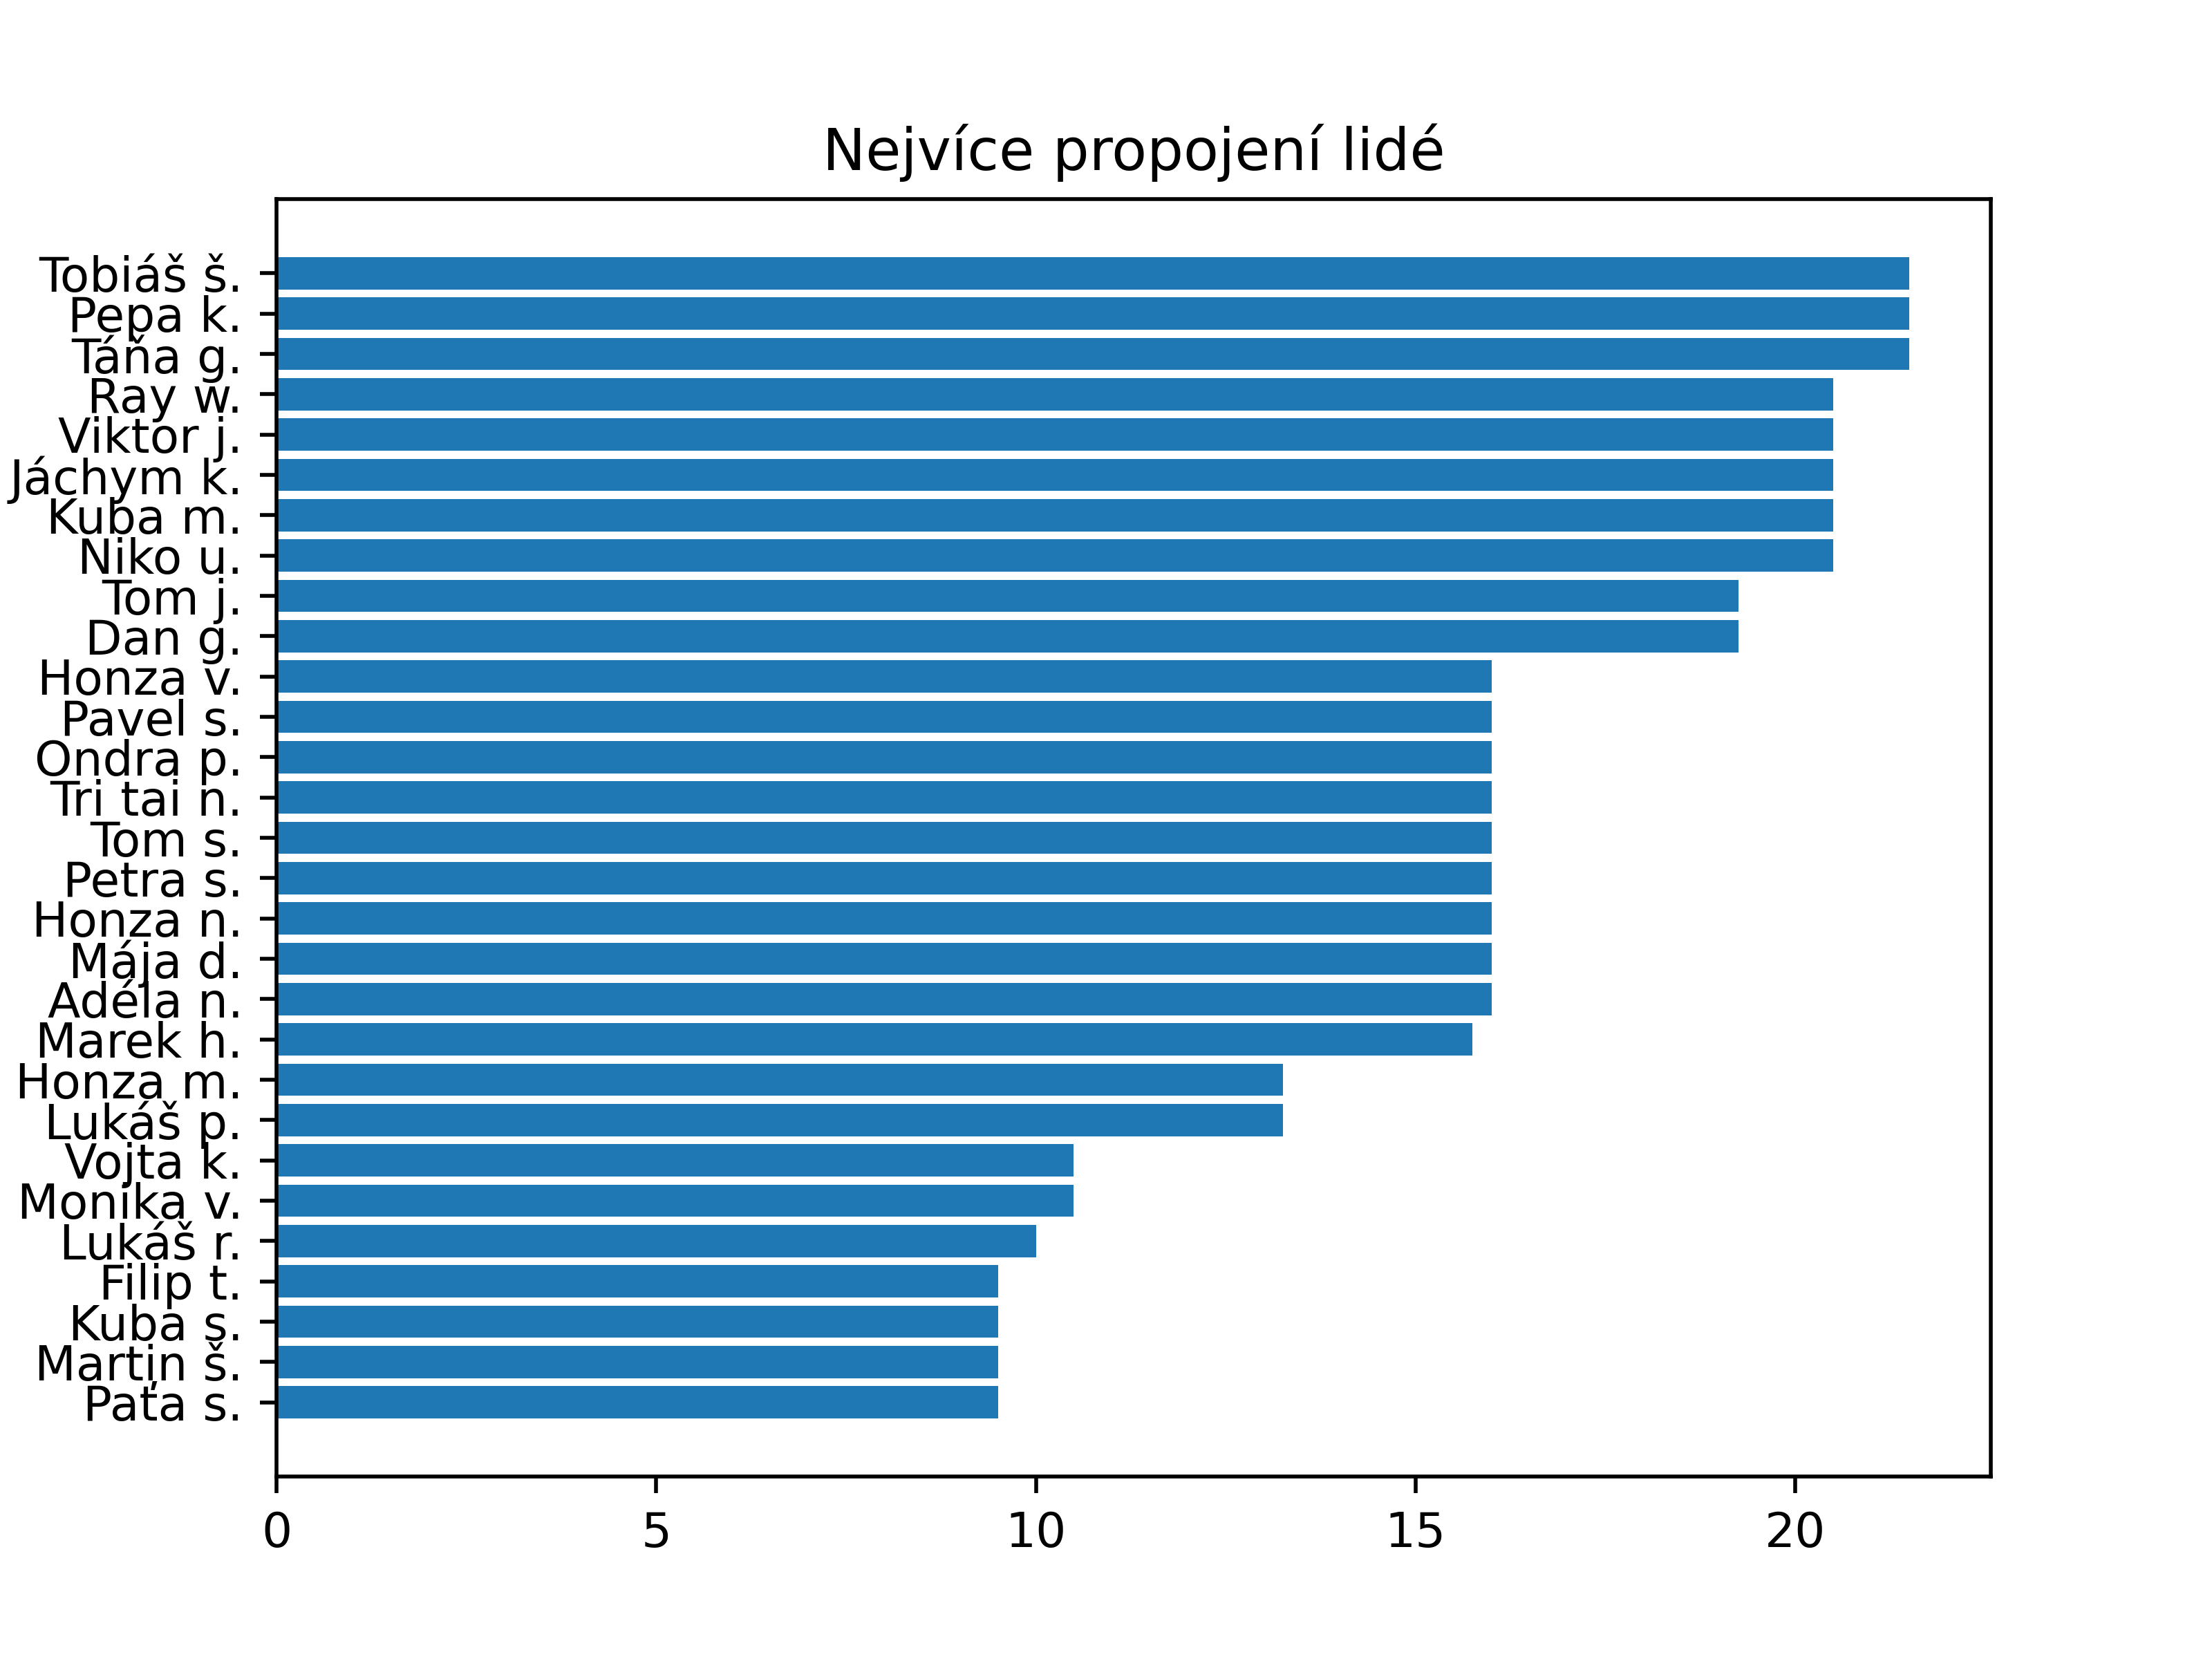 Nejvíce propojení lidé
Tobiáš š.
Pepa k.
Táňa g.
Ray w.
Viktor j.
Jáchym k.
Kuba m.
Niko u.
Tom j.
Dan g.
Honza v.
Pavel s.
Ondra p.
Tri tai n.
Tom s.
Petra s.
Honza n.
Mája d.
Adéla n.
Marek h.
Honza m.
Lukáš p.
Vojta k.
Monika v.
Lukáš r.
Filip t.
Kuba s.
Martin š.
Paťa s.
0 5 10 15 20